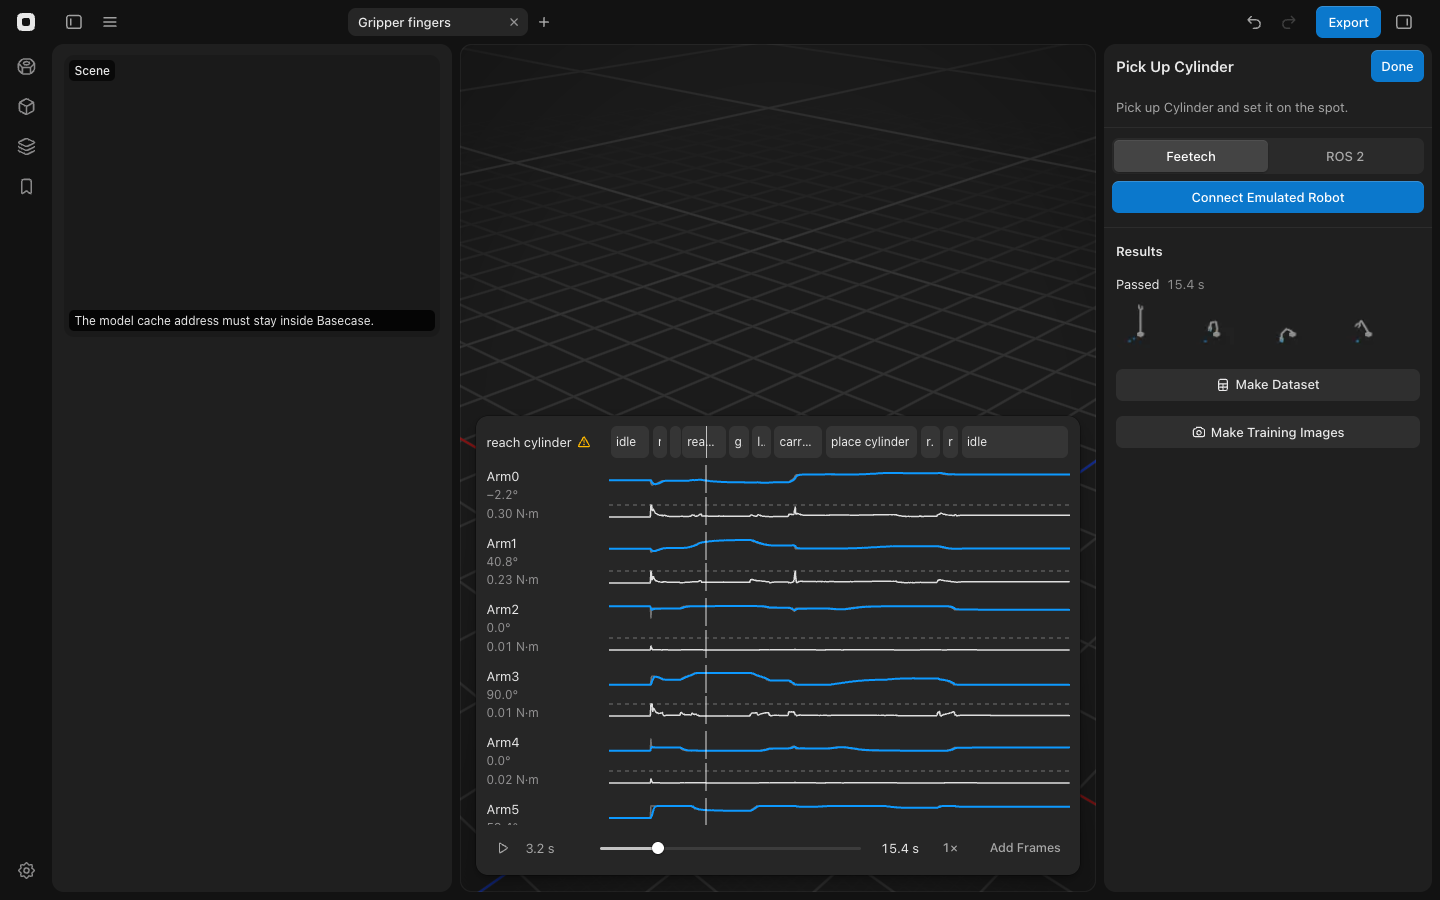 Gripper fingers
Export
Scene
The model cache address must stay inside Basecase.
Pick Up Cylinder
Done
Pick up Cylinder and set it on the spot.
Feetech
ROS 2
Connect Emulated Robot
Results
Passed 15.4 s
Make Dataset
Make Training Images
reach cylinder
idle
r
rea...
g
l..
carr...
place cylinder
r.
r
idle
Arm0
−2.2°
0.30 N·m
Arm1
40.8°
0.23 N·m
Arm2
0.0°
0.01 N·m
Arm3
90.0°
0.01 N·m
Arm4
0.0°
0.02 N·m
Arm5
3.2 s
15.4 s
1×
Add Frames